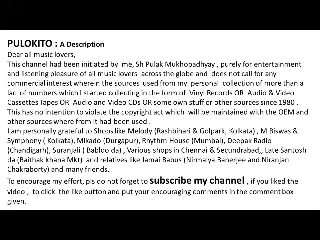 PULOKITO : A Description
Dear all music lovers,
This channel had been initiated by me, Sh Pulak Mukhopadhyay , purely for entertainment
and listening pleasure of all music lovers across the globe and does not call for any
commercial interest wherein the sources used from my personal collection of more than a
lac of numbers which I started collecting in the form of Vinyl Records OR Audio & Video
Cassettes Tapes OR Audio and Video CDs OR some own stuff or other sources since 1980 .
This has no intention to violate the copyright act which will be maintained with the OEM and
other sources where from it had been used .
I am personally grateful to Shops like Melody (Rashbihari & Golpark, Kolkata) , M Biswas &
Symphony ( Kolkata), Mikado (Durgapur), Rhythm House (Mumbai), Deepak Radio
(Chandigarh), Suranjali ( Babloo da) , Various shops in Chennai & Secundrabad,, Late Santosh
da (Baithak khana Mkt) and relatives like Jamai Babus (Nirmalya Banerjee and Niranjan
Chakraborty) and many friends.
To encourage my effort, pls do not forget to subscribe my channel , if you liked the
video , to click the like button and put your encouraging comments in the comment box
given.